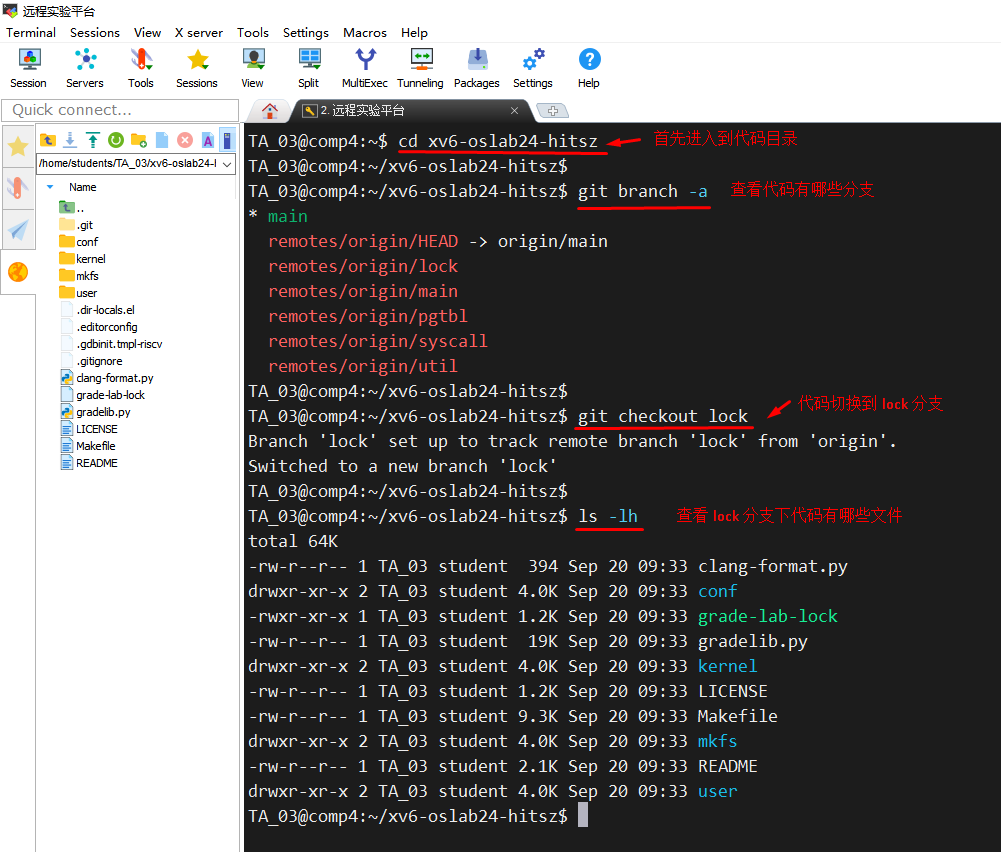 远程实验平台
Terminal Sessions View X server Tools Settings Macros Help
Session Servers Tools Sessions View Split MultiExec Tunneling Packages Settings Help
Quick connect...
2. 远程实验平台
/home/students/TA_03/xv6-oslab24-l
Name
..
.git
conf
kernel
mkfs
user
.dir-locals.el
.editorconfig
.gdbinit.tmpl-riscv
.gitignore
clang-format.py
grade-lab-lock
gradelib.py
LICENSE
Makefile
README
TA_03@comp4:~$ cd xv6-oslab24-hitsz 首先进入到代码目录
TA_03@comp4:~/xv6-oslab24-hitsz$
TA_03@comp4:~/xv6-oslab24-hitsz$ git branch -a 查看代码有哪些分支
* main
remotes/origin/HEAD -> origin/main
remotes/origin/lock
remotes/origin/main
remotes/origin/pgtbl
remotes/origin/syscall
remotes/origin/util
TA_03@comp4:~/xv6-oslab24-hitsz$
TA_03@comp4:~/xv6-oslab24-hitsz$ git checkout lock 代码切换到 lock 分支
Branch 'lock' set up to track remote branch 'lock' from 'origin'.
Switched to a new branch 'lock'
TA_03@comp4:~/xv6-oslab24-hitsz$
TA_03@comp4:~/xv6-oslab24-hitsz$ ls -lh 查看 lock 分支下代码有哪些文件
total 64K
-rw-r--r-- 1 TA_03 student 394 Sep 20 09:33 clang-format.py
drwxr-xr-x 2 TA_03 student 4.0K Sep 20 09:33 conf
-rwxr-xr-x 1 TA_03 student 1.2K Sep 20 09:33 grade-lab-lock
-rw-r--r-- 1 TA_03 student 19K Sep 20 09:33 gradelib.py
drwxr-xr-x 2 TA_03 student 4.0K Sep 20 09:33 kernel
-rw-r--r-- 1 TA_03 student 1.2K Sep 20 09:33 LICENSE
-rw-r--r-- 1 TA_03 student 9.3K Sep 20 09:33 Makefile
drwxr-xr-x 2 TA_03 student 4.0K Sep 20 09:33 mkfs
-rw-r--r-- 1 TA_03 student 2.1K Sep 20 09:33 README
drwxr-xr-x 2 TA_03 student 4.0K Sep 20 09:33 user
TA_03@comp4:~/xv6-oslab24-hitsz$